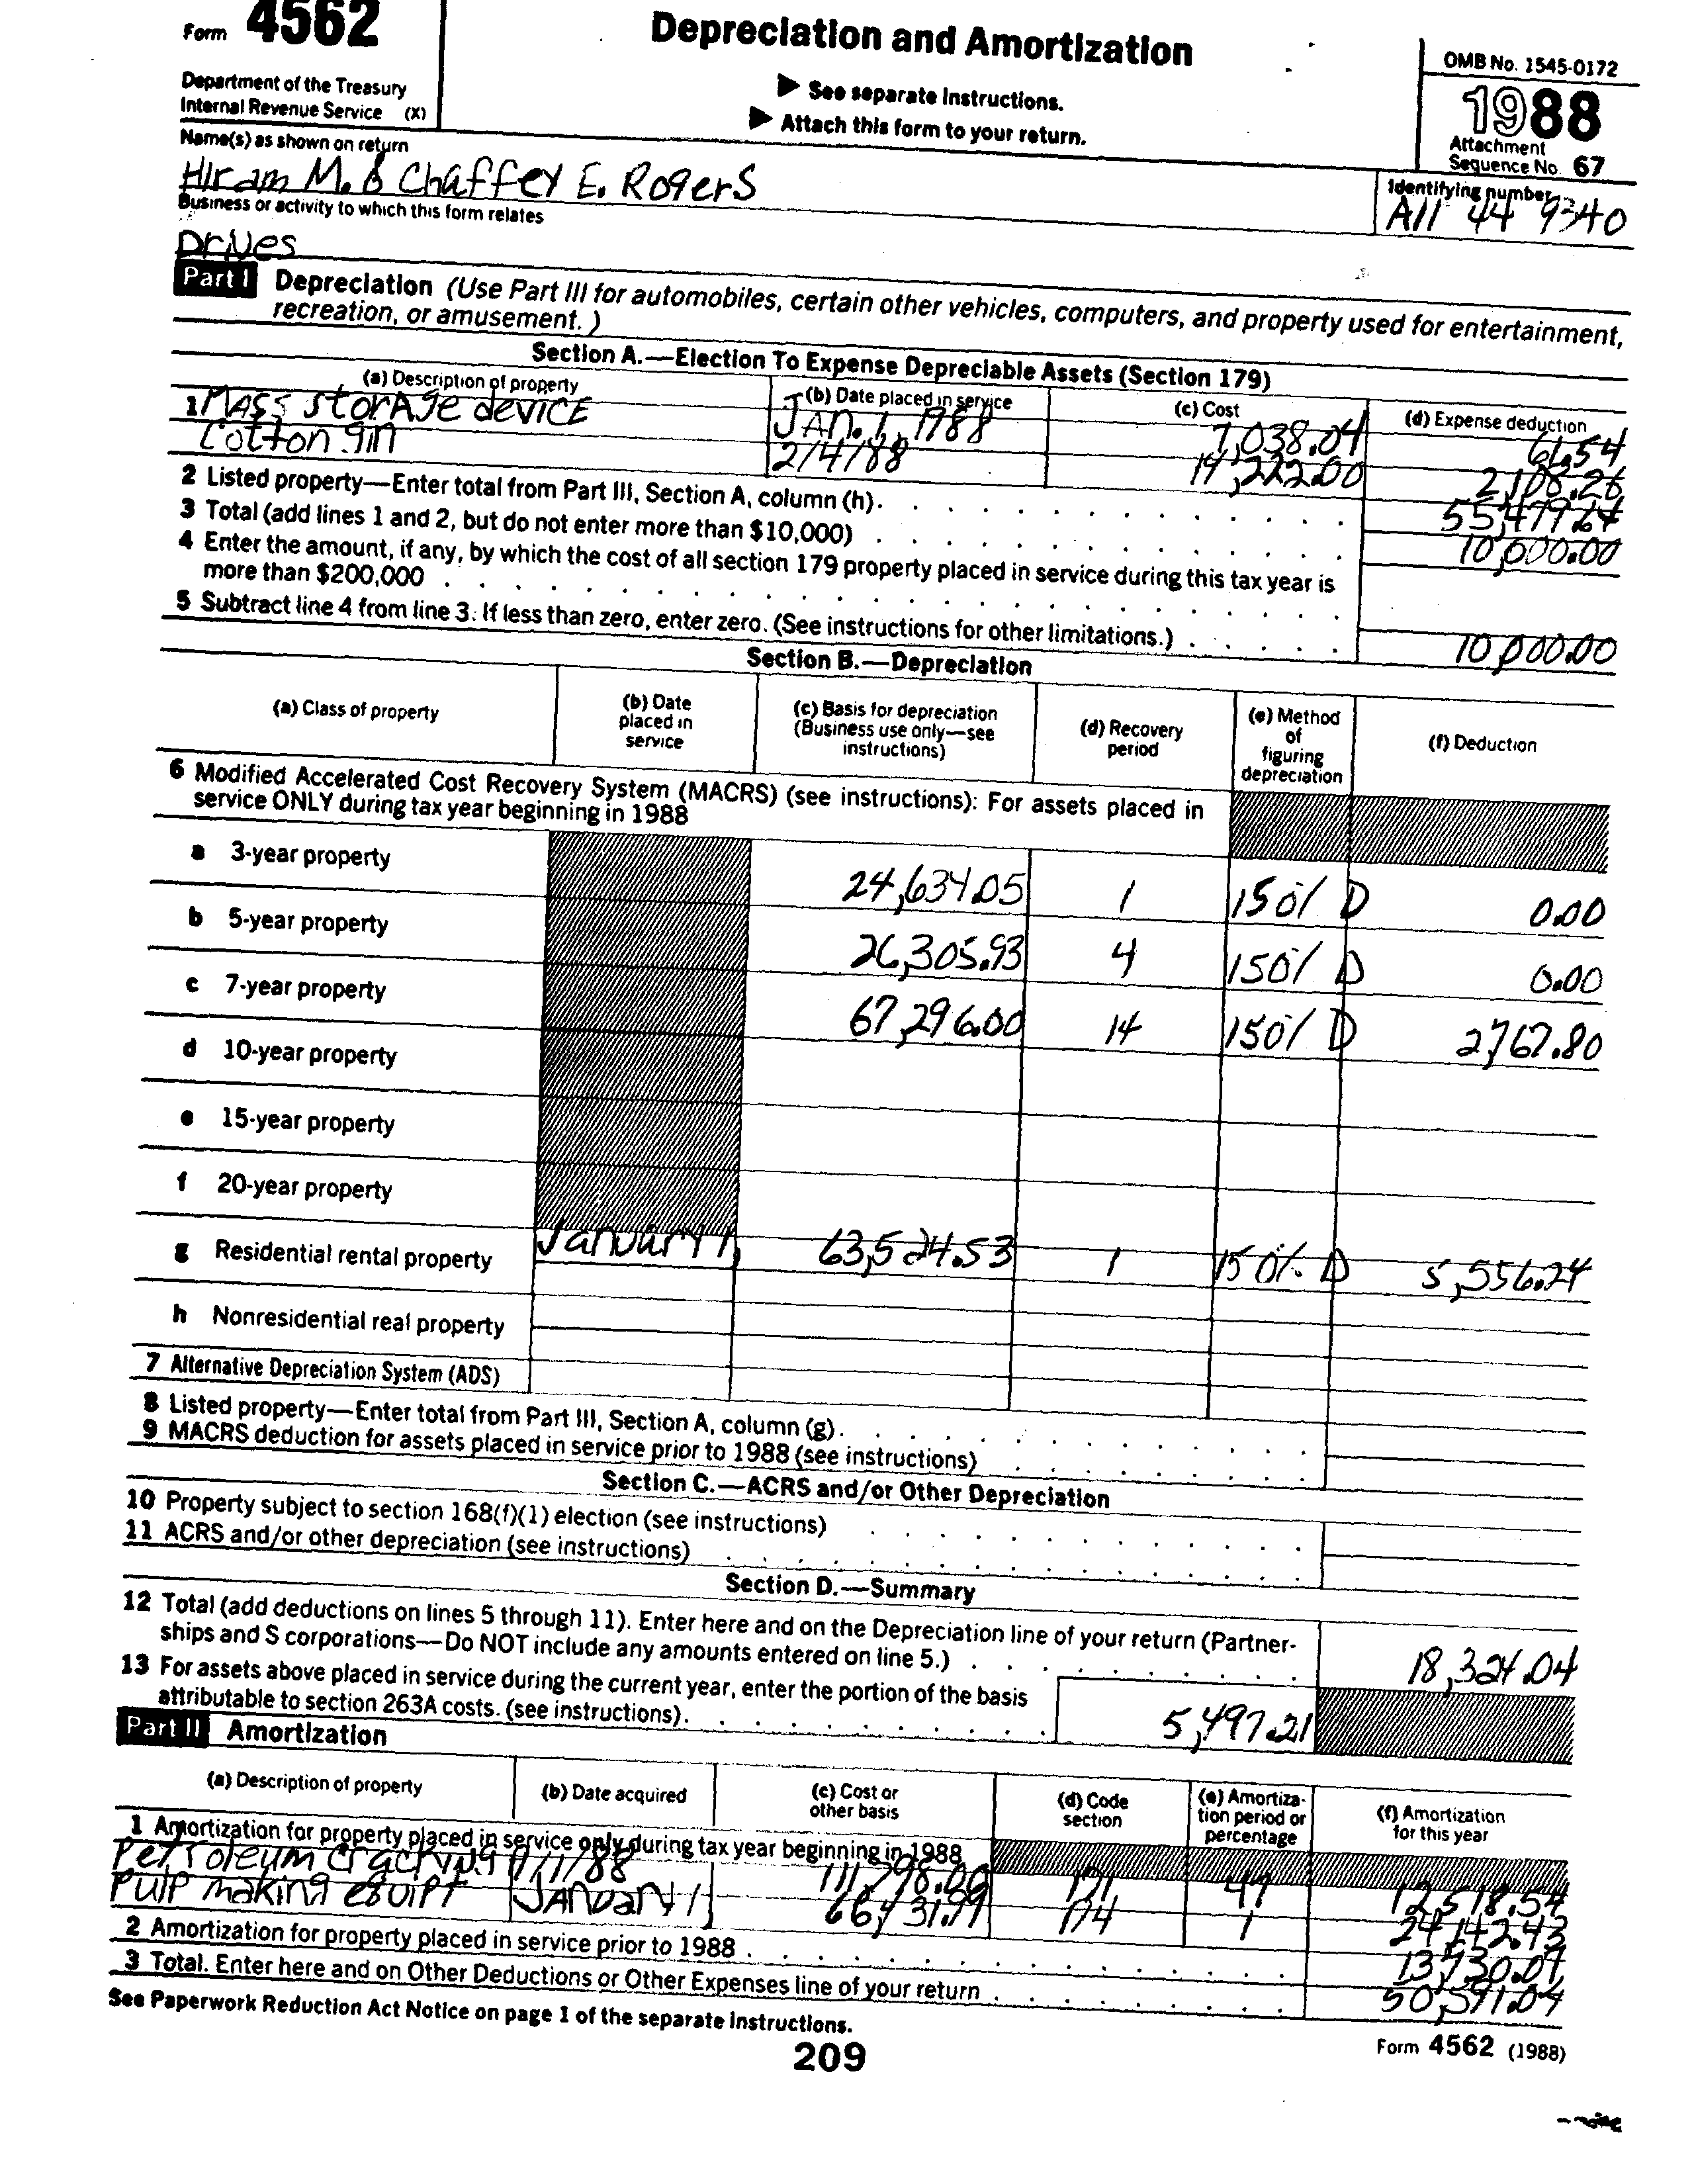 Form 4562
Depreciation and Amortization
OMB No. 1545-0172
Department of the Treasury
Internal Revenue Service (X)
▶ See separate Instructions.
▶ Attach this form to your return.
1988
Attachment
Sequence No. 67
Name(s) as shown on return
Identifying number
Hiram M. & Chaffey E. Rogers
All 44 9340
Business or activity to which this form relates
Drives
Part I Depreciation (Use Part III for automobiles, certain other vehicles, computers, and property used for entertainment,
recreation, or amusement.)
Section A.—Election To Expense Depreciable Assets (Section 179)
(a) Description of property (b) Date placed in service (c) Cost (d) Expense deduction
1 MASS storAge devICE JAn. 1, 1988 7,038.04 61.54
Cotton gin 2/4/88 14,222.00 2,108.26
2 Listed property—Enter total from Part III, Section A, column (h). 55,479.64
3 Total (add lines 1 and 2, but do not enter more than $10,000) 10,000.00
4 Enter the amount, if any, by which the cost of all section 179 property placed in service during this tax year is
more than $200,000
5 Subtract line 4 from line 3. If less than zero, enter zero. (See instructions for other limitations.) 10,000.00
Section B.—Depreciation
(a) Class of property (b) Date placed in service (c) Basis for depreciation (Business use only—see instructions) (d) Recovery period (e) Method of figuring depreciation (f) Deduction
6 Modified Accelerated Cost Recovery System (MACRS) (see instructions): For assets placed in
service ONLY during tax year beginning in 1988
a 3-year property 24,634.05 1 150% D 0.00
b 5-year property 26,305.93 4 150% D 0.00
c 7-year property 67,296.00 14 150% D 2,767.80
d 10-year property
e 15-year property
f 20-year property
g Residential rental property January 1, 63,524.53 1 150% D 5,556.24
h Nonresidential real property
7 Alternative Depreciation System (ADS)
8 Listed property—Enter total from Part III, Section A, column (g).
9 MACRS deduction for assets placed in service prior to 1988 (see instructions)
Section C.—ACRS and/or Other Depreciation
10 Property subject to section 168(f)(1) election (see instructions)
11 ACRS and/or other depreciation (see instructions)
Section D.—Summary
12 Total (add deductions on lines 5 through 11). Enter here and on the Depreciation line of your return (Partner-
ships and S corporations—Do NOT include any amounts entered on line 5.) 18,324.04
13 For assets above placed in service during the current year, enter the portion of the basis
attributable to section 263A costs. (see instructions). 5,497.21
Part II Amortization
(a) Description of property (b) Date acquired (c) Cost or other basis (d) Code section (e) Amortization period or percentage (f) Amortization for this year
1 Amortization for property placed in service only during tax year beginning in 1988
Petroleum cracking 1/1/88 111,798.00 171 47 12,518.54
Pulp making equipt JANuary 1, 174 1 24,142.43
2 Amortization for property placed in service prior to 1988 13,930.07
3 Total. Enter here and on Other Deductions or Other Expenses line of your return 50,591.04
See Paperwork Reduction Act Notice on page 1 of the separate Instructions.
209
Form 4562 (1988)